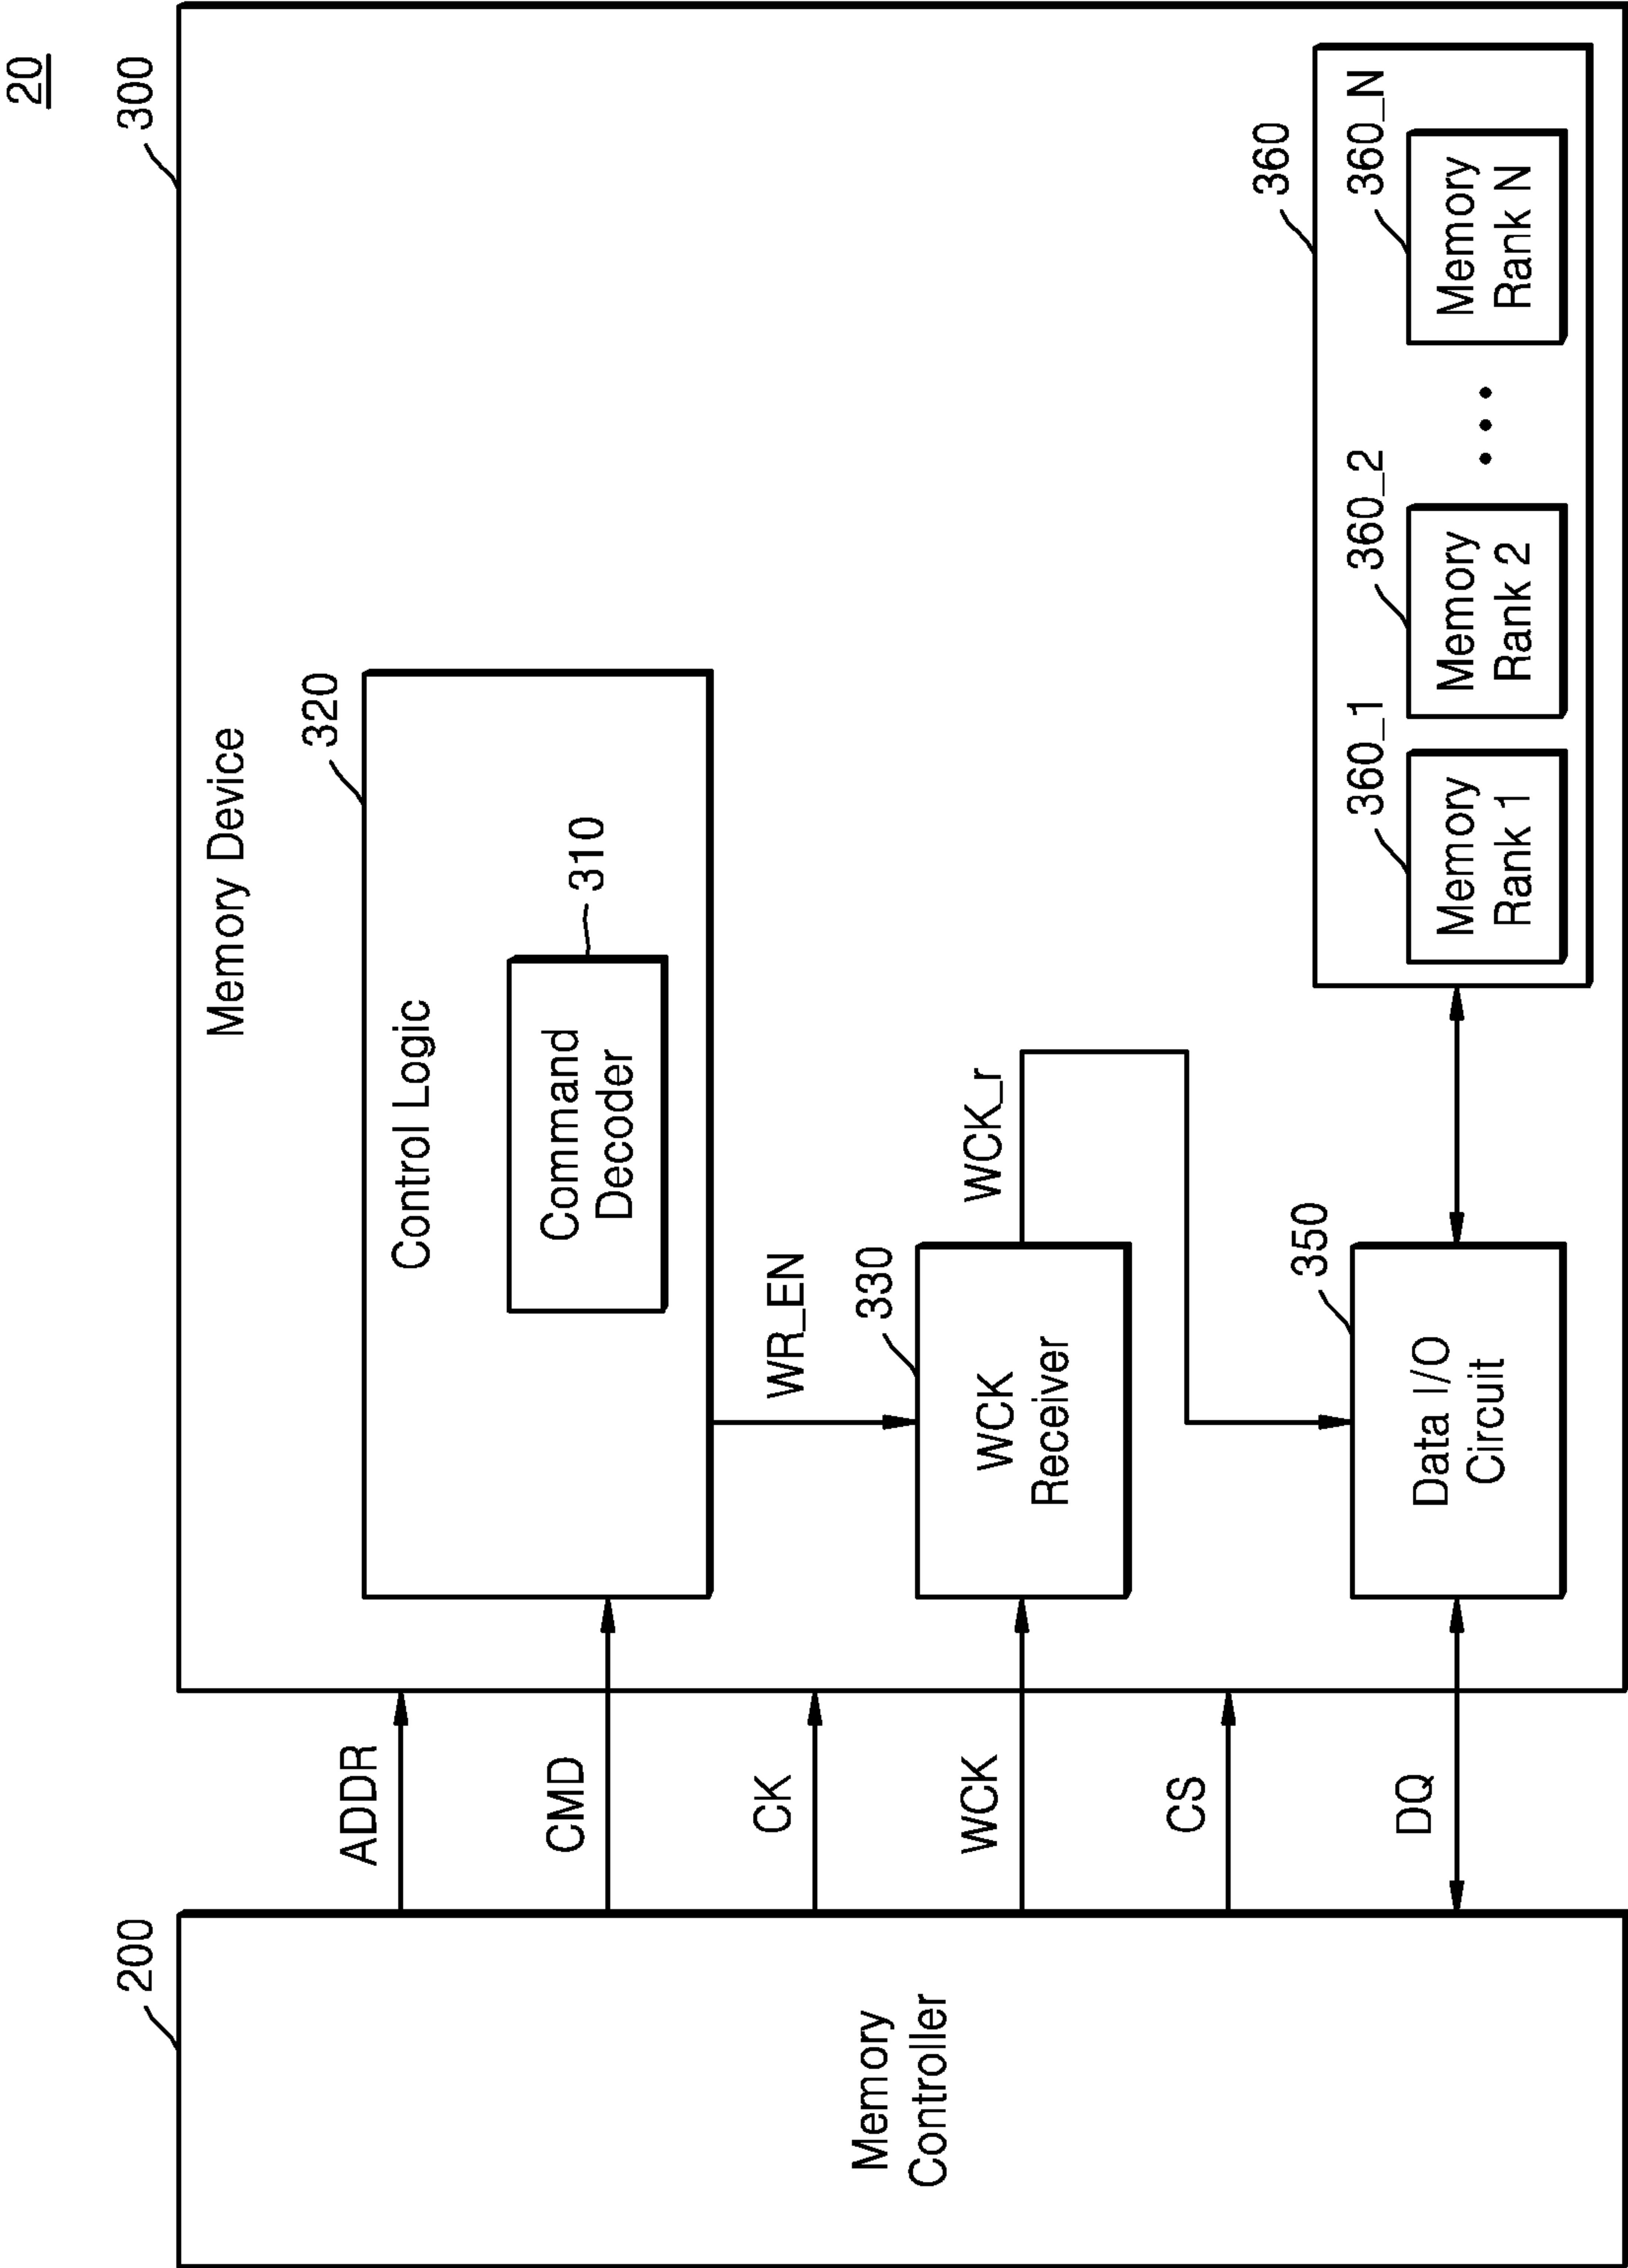 20
200
Memory
Controller
ADDR
CMD
CK
WCK
CS
DQ
300
Memory Device
320
Control Logic
310
Command
Decoder
WR_EN
330
WCK
Receiver
WCK_r
350
Data I/O
Circuit
360
360_1
Memory
Rank 1
360_2
Memory
Rank 2
360_N
Memory
Rank N